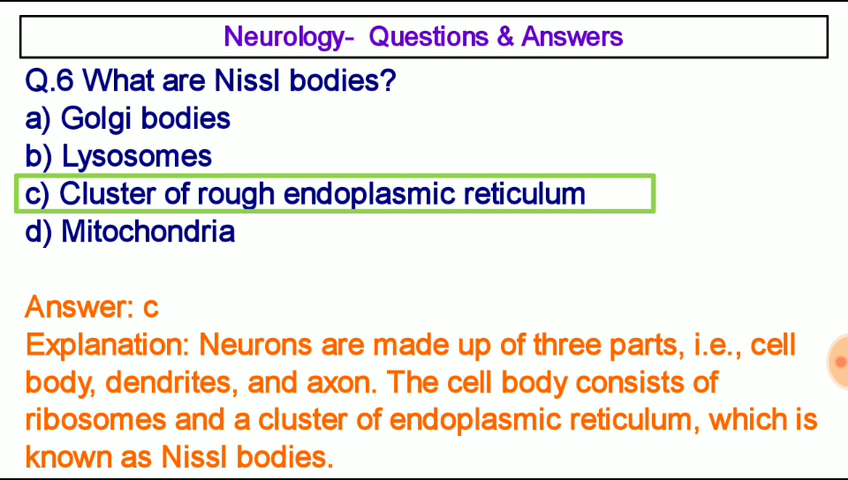 Neurology- Questions & Answers
Q.6 What are Nissl bodies?
a) Golgi bodies
b) Lysosomes
c) Cluster of rough endoplasmic reticulum
d) Mitochondria
Answer: c
Explanation: Neurons are made up of three parts, i.e., cell
body, dendrites, and axon. The cell body consists of
ribosomes and a cluster of endoplasmic reticulum, which is
known as Nissl bodies.